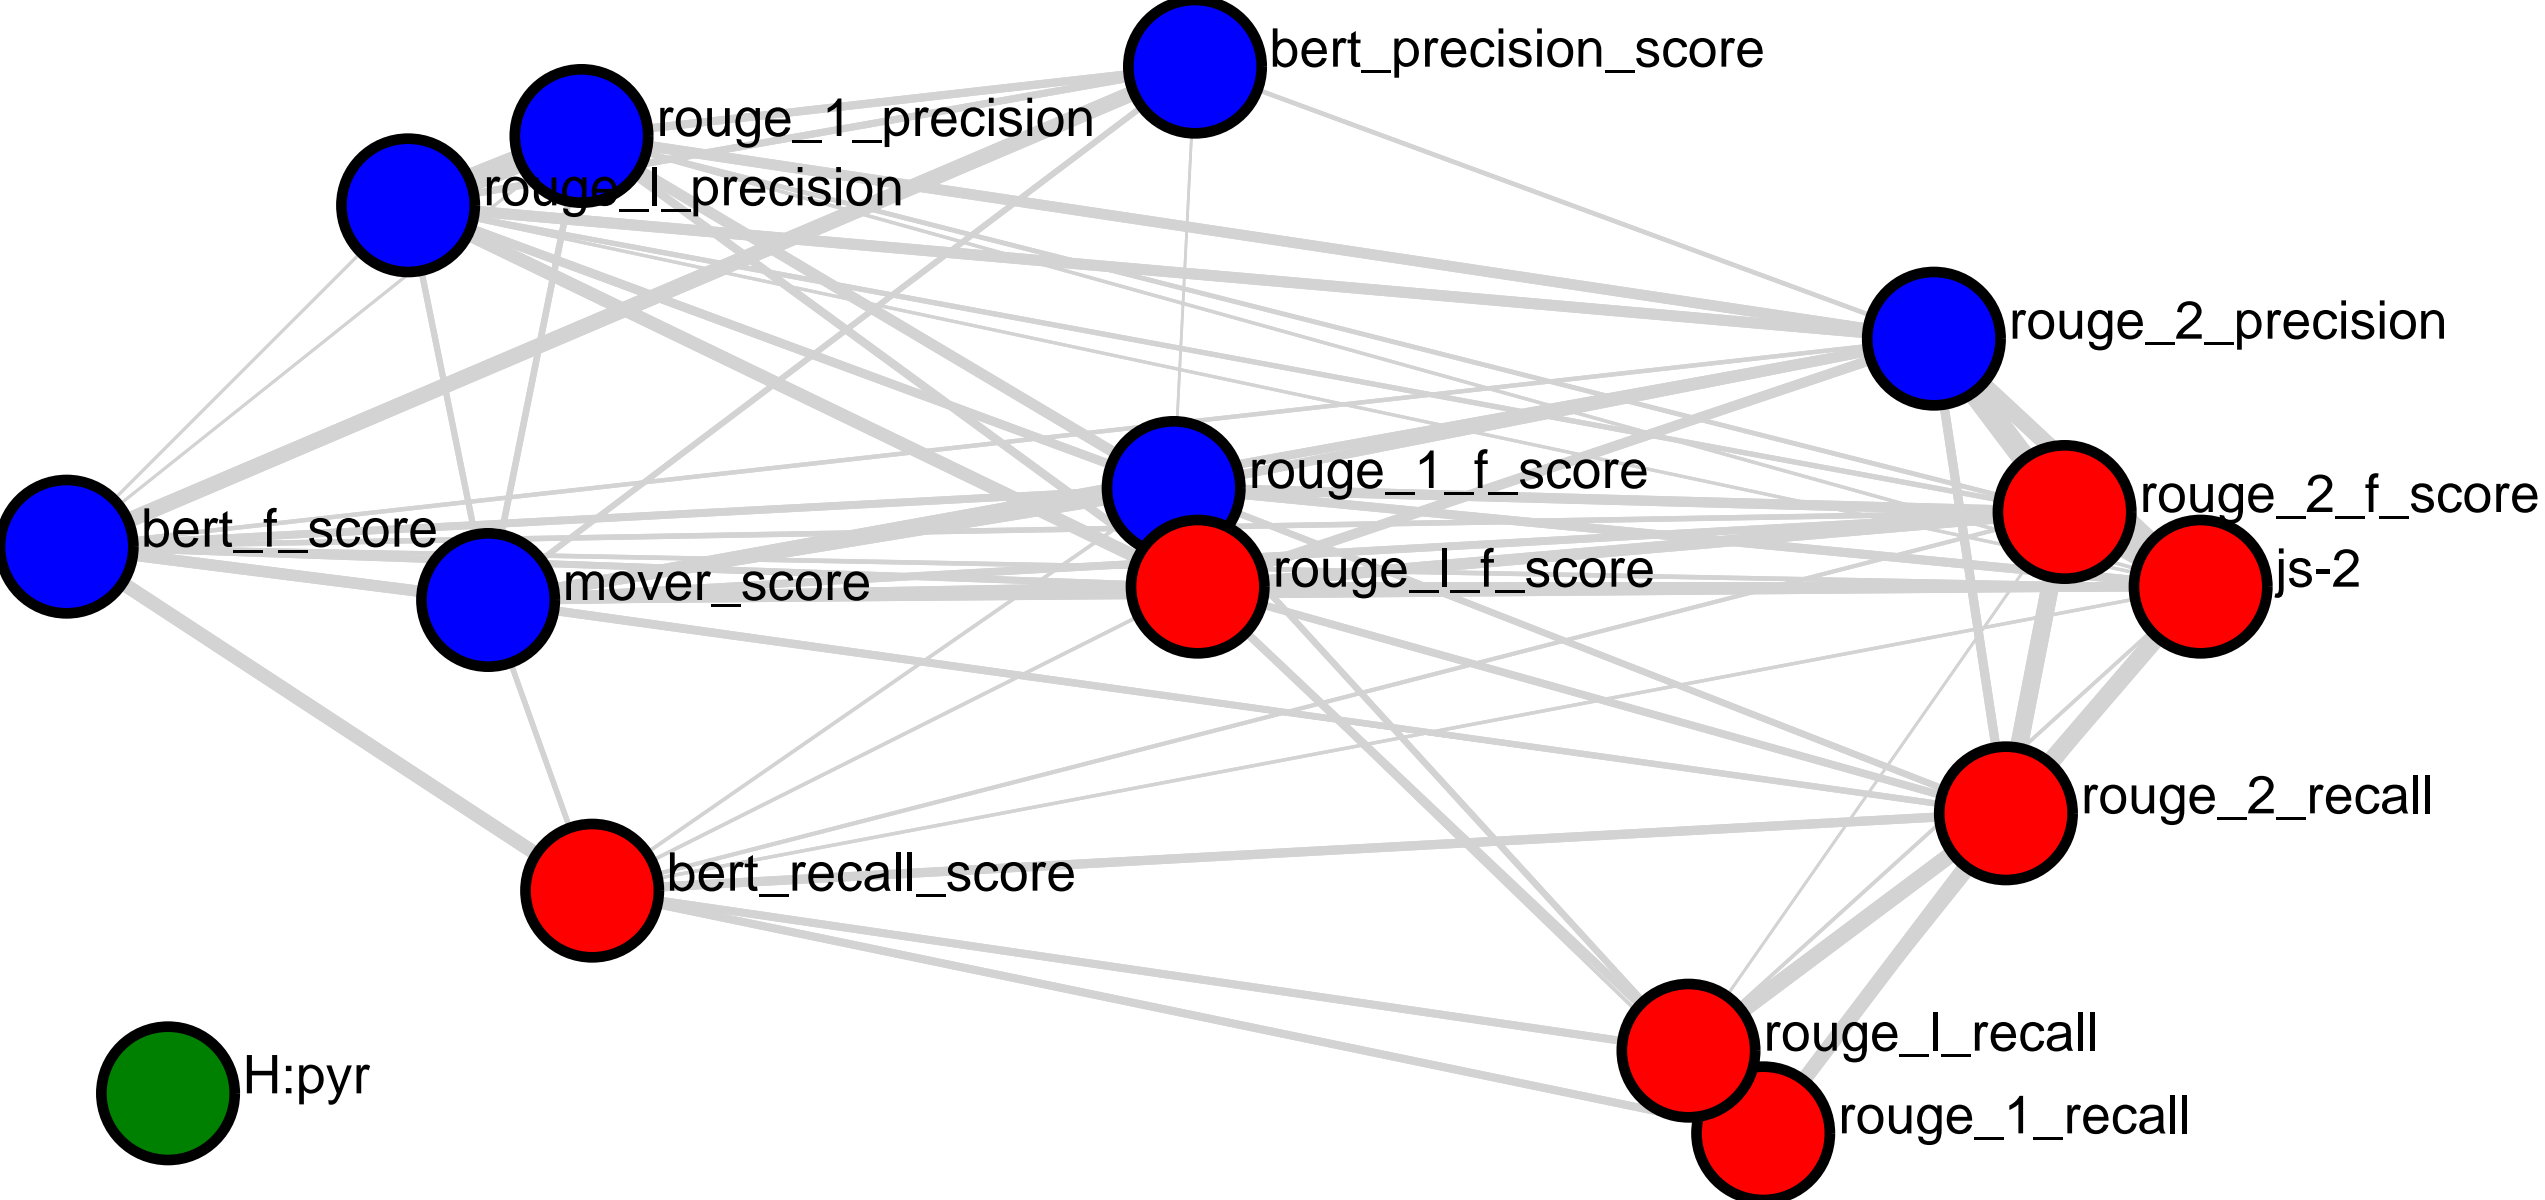 bert_precision_score
rouge_1_precision
rouge_l_precision
rouge_2_precision
rouge_1_f_score
rouge_2_f_score
bert_f_score
mover_score
rouge_l_f_score
js-2
rouge_2_recall
bert_recall_score
rouge_l_recall
H:pyr
rouge_1_recall